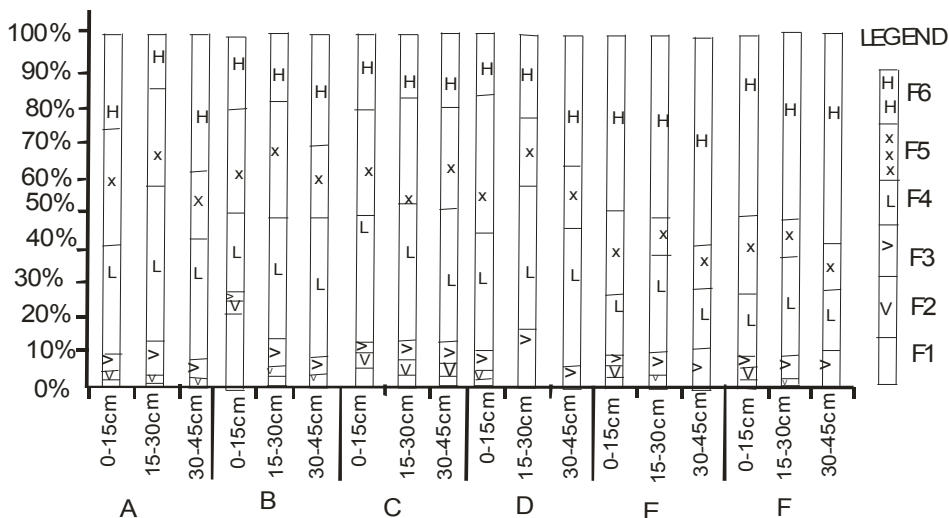 100%
90%
80%
70%
60%
50%
40%
30%
20%
10%
0%
H H H H H H H H H H H H H H H H H H
x x x x x x x x x x x x x x x x x x
L L L L L L L L L L L L L L L L L L
LEGEND
H H F6
x x x F5
L F4
> F3
V F2
F1
0-15cm 15-30cm 30-45cm 0-15cm 15-30cm 30-45cm 0-15cm 15-30cm 30-45cm 0-15cm 15-30cm 30-45cm 0-15cm 15-30cm 30-45cm 0-15cm 15-30cm 30-45cm
A B C D E F